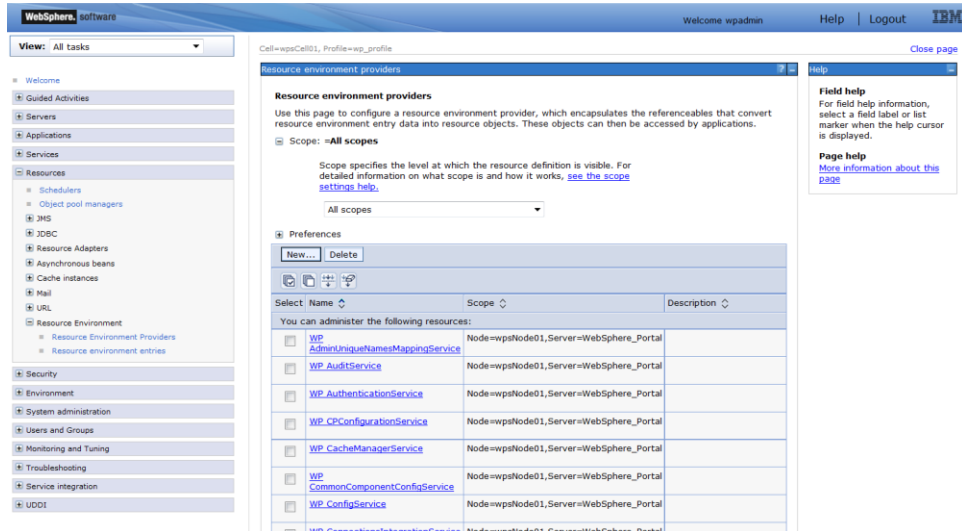 WebSphere. software
Welcome wpadmin
Help | Logout
IBM
View: All tasks
Cell=wpsCell01, Profile=wp_profile
Close page
Welcome
Guided Activities
Servers
Applications
Services
Resources
Schedulers
Object pool managers
JMS
JDBC
Resource Adapters
Asynchronous beans
Cache instances
Mail
URL
Resource Environment
Resource Environment Providers
Resource environment entries
Security
Environment
System administration
Users and Groups
Monitoring and Tuning
Troubleshooting
Service integration
UDDI
Resource environment providers
Resource environment providers
Use this page to configure a resource environment provider, which encapsulates the referenceables that convert
resource environment entry data into resource objects. These objects can then be accessed by applications.
Scope: =All scopes
Scope specifies the level at which the resource definition is visible. For
detailed information on what scope is and how it works, see the scope
settings help.
All scopes
Preferences
New... Delete
Select Name Scope Description
You can administer the following resources:
WP
AdminUniqueNamesMappingService
Node=wpsNode01,Server=WebSphere_Portal
WP AuditService Node=wpsNode01,Server=WebSphere_Portal
WP AuthenticationService Node=wpsNode01,Server=WebSphere_Portal
WP CPConfigurationService Node=wpsNode01,Server=WebSphere_Portal
WP CacheManagerService Node=wpsNode01,Server=WebSphere_Portal
WP
CommonComponentConfigService
Node=wpsNode01,Server=WebSphere_Portal
WP ConfigService Node=wpsNode01,Server=WebSphere_Portal
WP ConnectionsIntegrationService Node=wpsNode01,Server=WebSphere_Portal
Help
Field help
For field help information,
select a field label or list
marker when the help cursor
is displayed.
Page help
More information about this
page